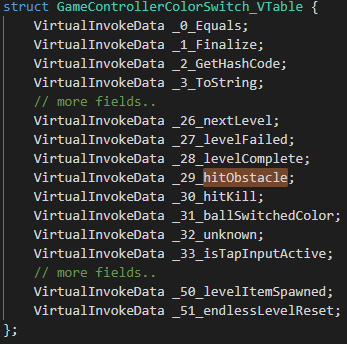 struct GameControllerColorSwitch_VTable {
VirtualInvokeData _0_Equals;
VirtualInvokeData _1_Finalize;
VirtualInvokeData _2_GetHashCode;
VirtualInvokeData _3_ToString;
// more fields..
VirtualInvokeData _26_nextLevel;
VirtualInvokeData _27_levelFailed;
VirtualInvokeData _28_levelComplete;
VirtualInvokeData _29_hitObstacle;
VirtualInvokeData _30_hitKill;
VirtualInvokeData _31_ballSwitchedColor;
VirtualInvokeData _32_unknown;
VirtualInvokeData _33_isTapInputActive;
// more fields..
VirtualInvokeData _50_levelItemSpawned;
VirtualInvokeData _51_endlessLevelReset;
};